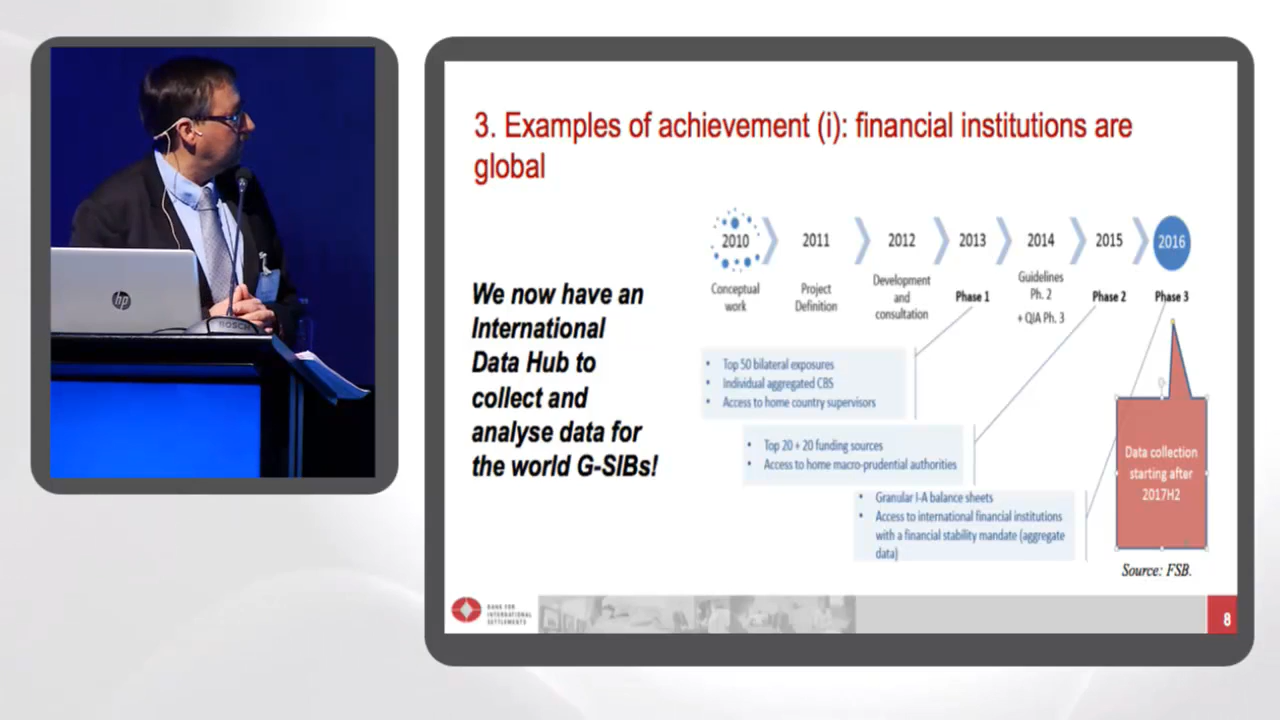 3. Examples of achievement (i): financial institutions are
global
2010
2011
2012
2013
2014
2015
2016
Conceptual
work
Project
Definition
Development
and
consultation
Phase 1
Guidelines
Ph. 2
+ QIA Ph. 3
Phase 2
Phase 3
We now have an
International
Data Hub to
collect and
analyse data for
the world G-SIBs!
• Top 50 bilateral exposures
• Individual aggregated CBS
• Access to home country supervisors
• Top 20 + 20 funding sources
• Access to home macro-prudential authorities
• Granular I-A balance sheets
• Access to international financial institutions
with a financial stability mandate (aggregate
data)
Data collection
starting after
2017H2
Source: FSB.
BANK FOR
INTERNATIONAL
SETTLEMENTS
8
hp
BOSCH